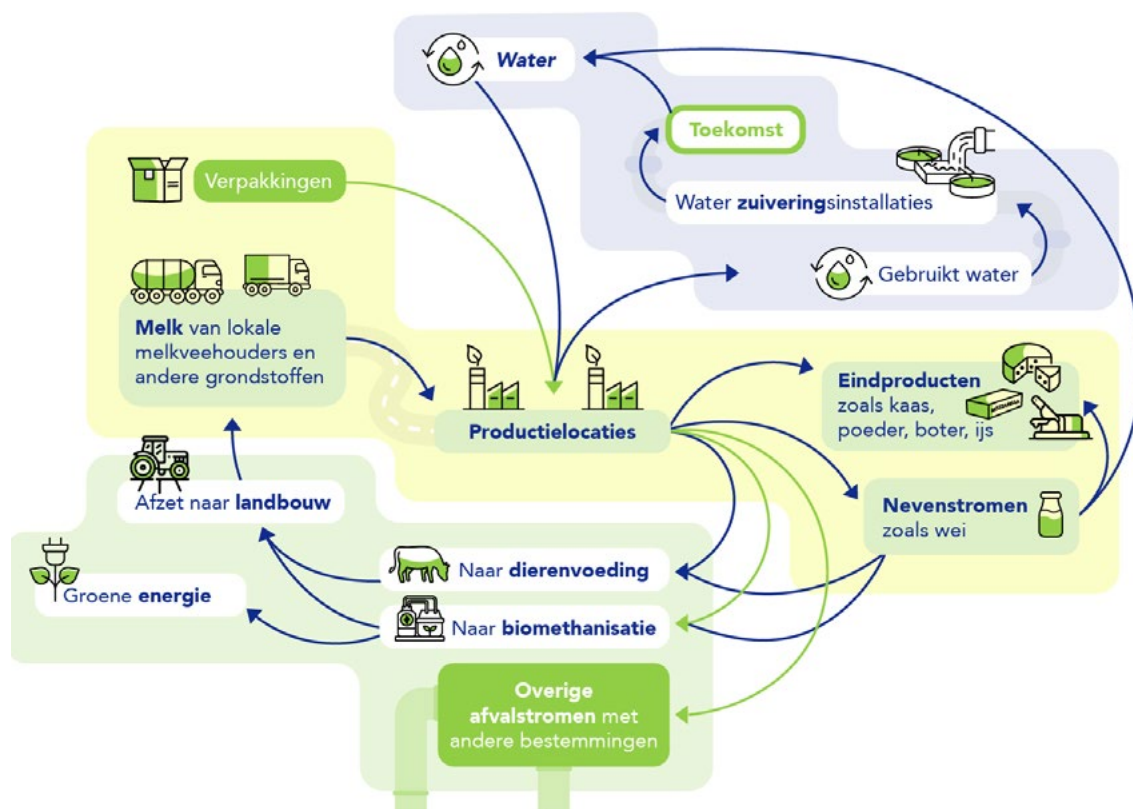 Water
Toekomst
Verpakkingen
Water zuiveringsinstallaties
Gebruikt water
Melk van lokale
melkveehouders en
andere grondstoffen
Productielocaties
Eindproducten
zoals kaas,
poeder, boter, ijs
Afzet naar landbouw
Nevenstromen
zoals wei
Naar dierenvoeding
Groene energie
Naar biomethanisatie
Overige
afvalstromen met
andere bestemmingen